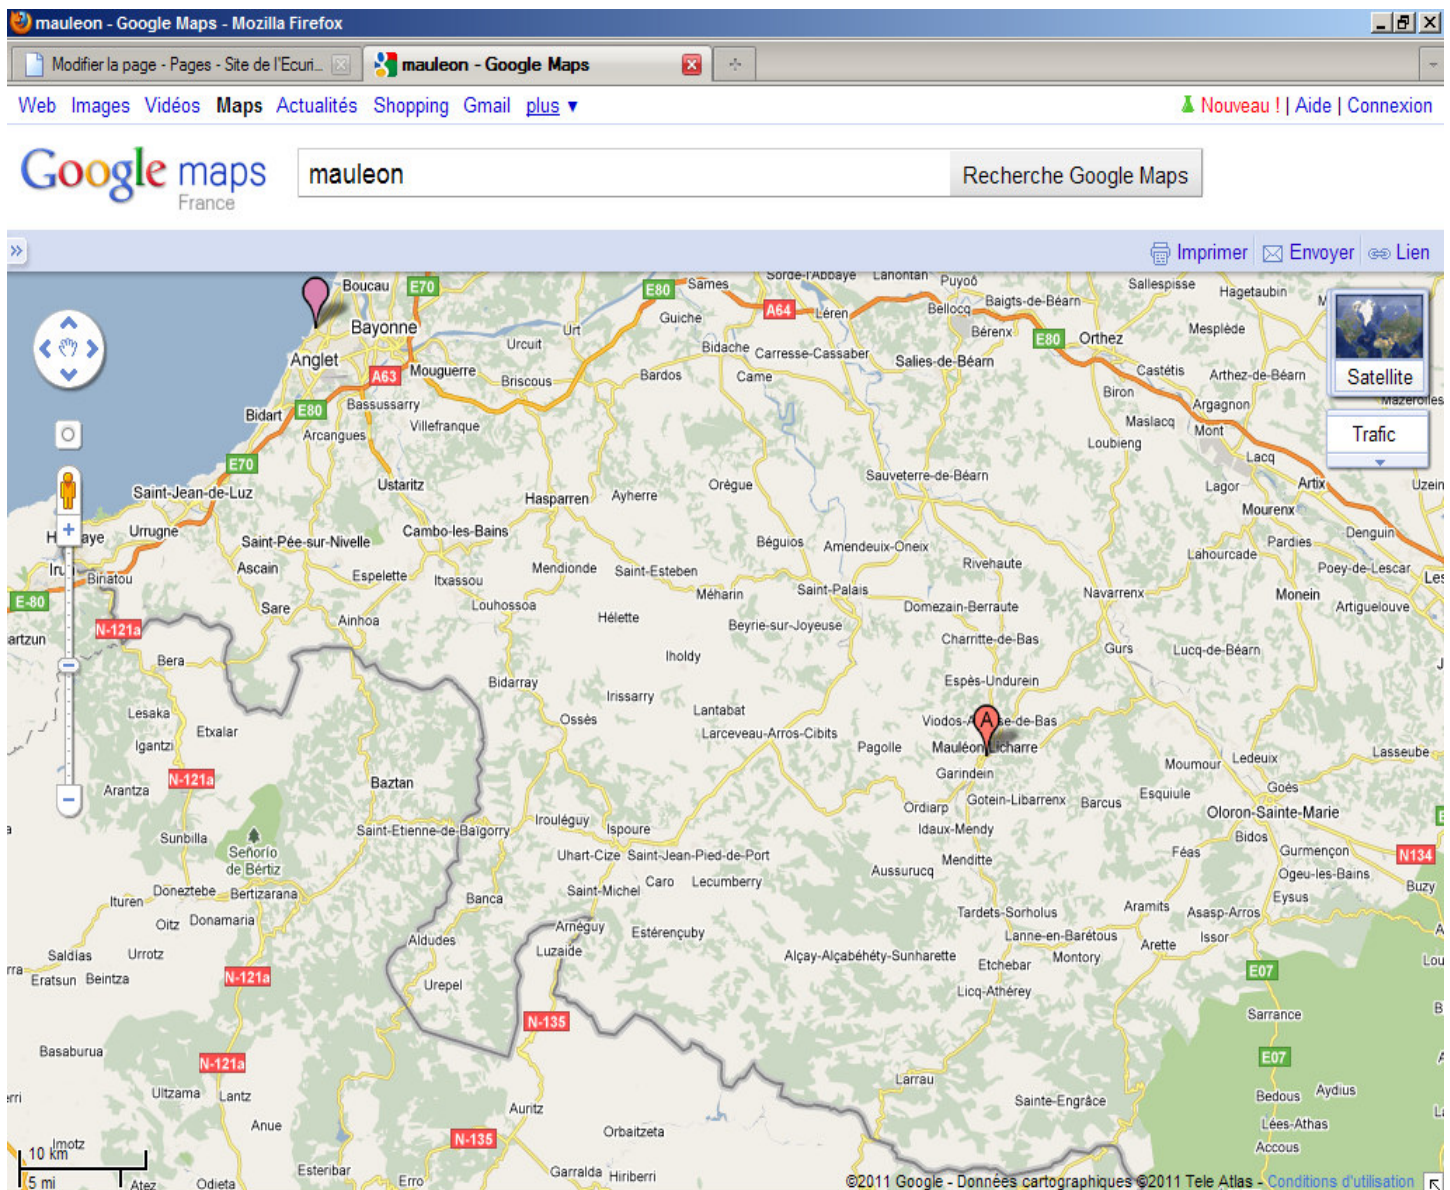 mauleon - Google Maps - Mozilla Firefox
Modifier la page - Pages - Site de l'Ecuri... mauleon - Google Maps
Web Images Vidéos Maps Actualités Shopping Gmail plus ▼ Nouveau ! | Aide | Connexion
Google maps France
mauleon Recherche Google Maps
Imprimer Envoyer Lien
Boucau E70 E80 Sames Sorde-l'Abbaye Lahontan Puyoô Sallespisse Hagetaubin
Guiche A64 Léren Bellocq Baigts-de-Béarn
Bayonne Urt Bérenx E80 Orthez Mesplède
Anglet Urcuit Bidache Carresse-Cassaber Salies-de-Béarn
A63 Mouguerre Briscous Bardos Came Castétis Arthez-de-Béarn Satellite
Biron Argagnon Mazerolles
Bidart E80 Bassussarry Maslacq Mont Trafic
Arcangues Villefranque Loubieng
E70 Lacq
Saint-Jean-de-Luz Ustaritz Hasparren Ayherre Orègue Sauveterre-de-Béarn Lagor Artix Uzein
Mourenx
Urrugne Saint-Pée-sur-Nivelle Cambo-les-Bains Béguios Amendeuix-Oneix Pardies Denguin
Lahourcade
Binatou Ascain Espelette Itxassou Mendionde Saint-Esteben Rivehaute Poey-de-Lescar
E-80 Sare Louhossoa Méharin Saint-Palais Navarrenx Monein
Ainhoa Hélette Beyrie-sur-Joyeuse Domezain-Berraute Artiguelouve
N-121a Charritte-de-Bas
Bera Iholdy Gurs Lucq-de-Béarn
Bidarray Irissarry Espès-Undurein
Lesaka Etxalar Ossès Lantabat A
Igantzi Larceveau-Arros-Cibits Pagolle Mauléon-Licharre Lasseube
N-121a Baztan Garindein Moumour Ledeuix
Arantza Ordiarp Gotein-Libarrenx Barcus Esquiule Goès
Sunbilla Saint-Etienne-de-Baïgorry Irouléguy Ispoure Idaux-Mendy Oloron-Sainte-Marie
Bidos
Señorío de Bértiz Uhart-Cize Saint-Jean-Pied-de-Port Menditte Féas Gurmençon N134
Aussurucq Ogeu-les-Bains
Doneztebe Bertizarana Saint-Michel Caro Lecumberry Buzy
Ituren Banca Eysus
Oitz Donamaria Arnéguy Estérençuby Tardets-Sorholus Aramits Asasp-Arros
Aldudes Lanne-en-Barétous Arette Issor
Saldias Urrotz Luzaide Alçay-Alçabéhéty-Sunharette Etchebar Montory
Eratsun Beintza N-121a Urepel Licq-Athérey E07
N-135 Sarrance
Basaburua N-121a E07
Ultzama Lantz Larrau Sainte-Engrâce Bedous Aydius
Anue Auritz Lées-Athas
Imotz N-135 Orbaitzeta Accous
10 km Esteribar Erro Garralda Hiriberri
5 mi Atez Odieta ©2011 Google - Données cartographiques ©2011 Tele Atlas - Conditions d'utilisation